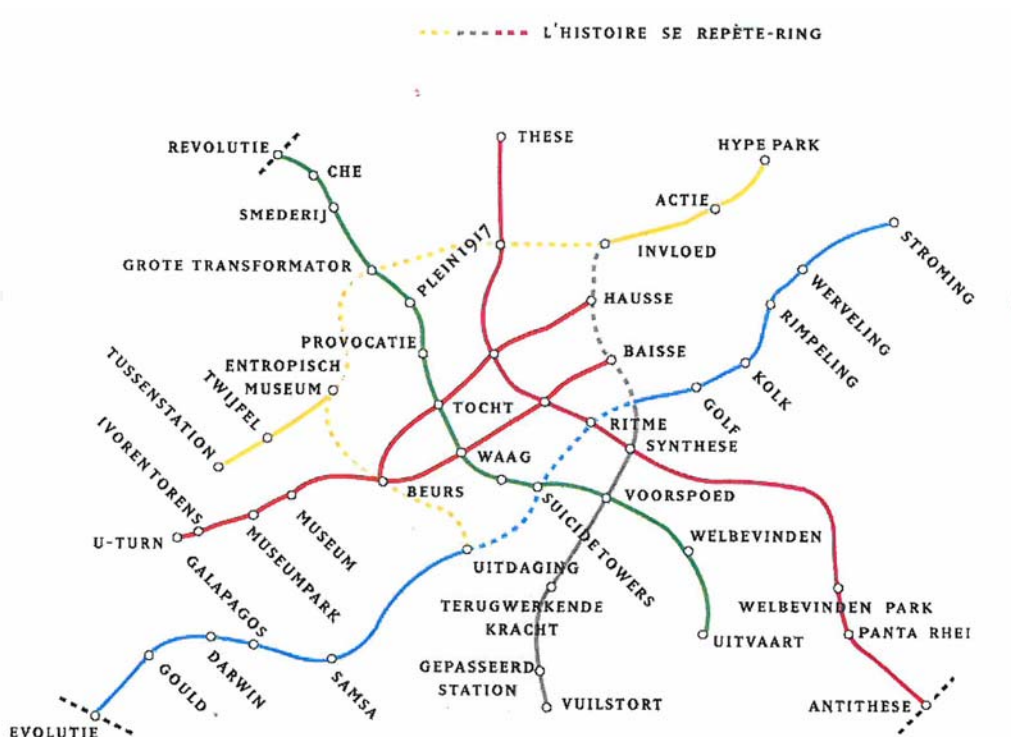 L'HISTOIRE SE REPÈTE-RING
THESE
REVOLUTIE
HYPE PARK
CHE
ACTIE
SMEDERIJ
PLEIN 1917
INVLOED
STROMING
GROTE TRANSFORMATOR
WERVELING
HAUSSE
RIMPELING
PROVOCATIE
BAISSE
ENTROPISCH
MUSEUM
TUSSENSTATION
TWIJFEL
KOLK
GOLF
TOCHT
RITME
IVORENTORENS
WAAG
SYNTHESE
BEURS
VOORSPOED
SUICIDE TOWERS
MUSEUM
MUSEUMPARK
U-TURN
WELBEVINDEN
GALAPAGOS
UITDAGING
TERUGWERKENDE
KRACHT
WELBEVINDEN PARK
PANTA RHEI
UITVAART
DARWIN
GOULD
SAMSA
GEPASSEERD
STATION
VUILSTORT
ANTITHESE
EVOLUTIE